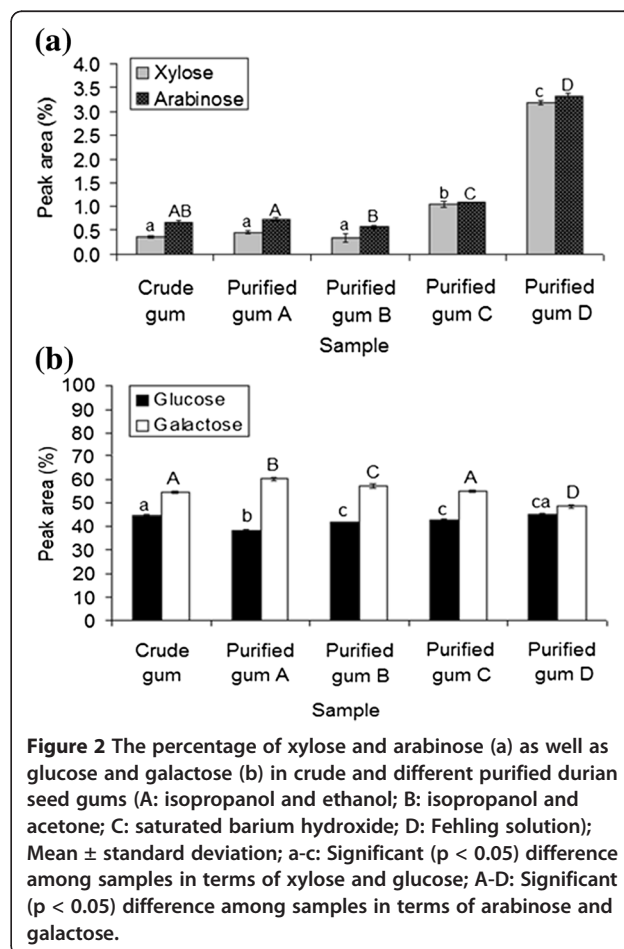 (a)
Xylose
Arabinose
Peak area (%)
4.0
3.5
3.0
2.5
2.0
1.5
1.0
0.5
0.0
a AB a A a B b C c D
Crude gum
Purified gum A
Purified gum B
Purified gum C
Purified gum D
Sample
(b)
Glucose
Galactose
Peak area (%)
100
90
80
70
60
50
40
30
20
10
0
a A b B c C c A ca D
Crude gum
Purified gum A
Purified gum B
Purified gum C
Purified gum D
Sample
Figure 2 The percentage of xylose and arabinose (a) as well as
glucose and galactose (b) in crude and different purified durian
seed gums (A: isopropanol and ethanol; B: isopropanol and
acetone; C: saturated barium hydroxide; D: Fehling solution);
Mean ± standard deviation; a-c: Significant (p < 0.05) difference
among samples in terms of xylose and glucose; A-D: Significant
(p < 0.05) difference among samples in terms of arabinose and
galactose.